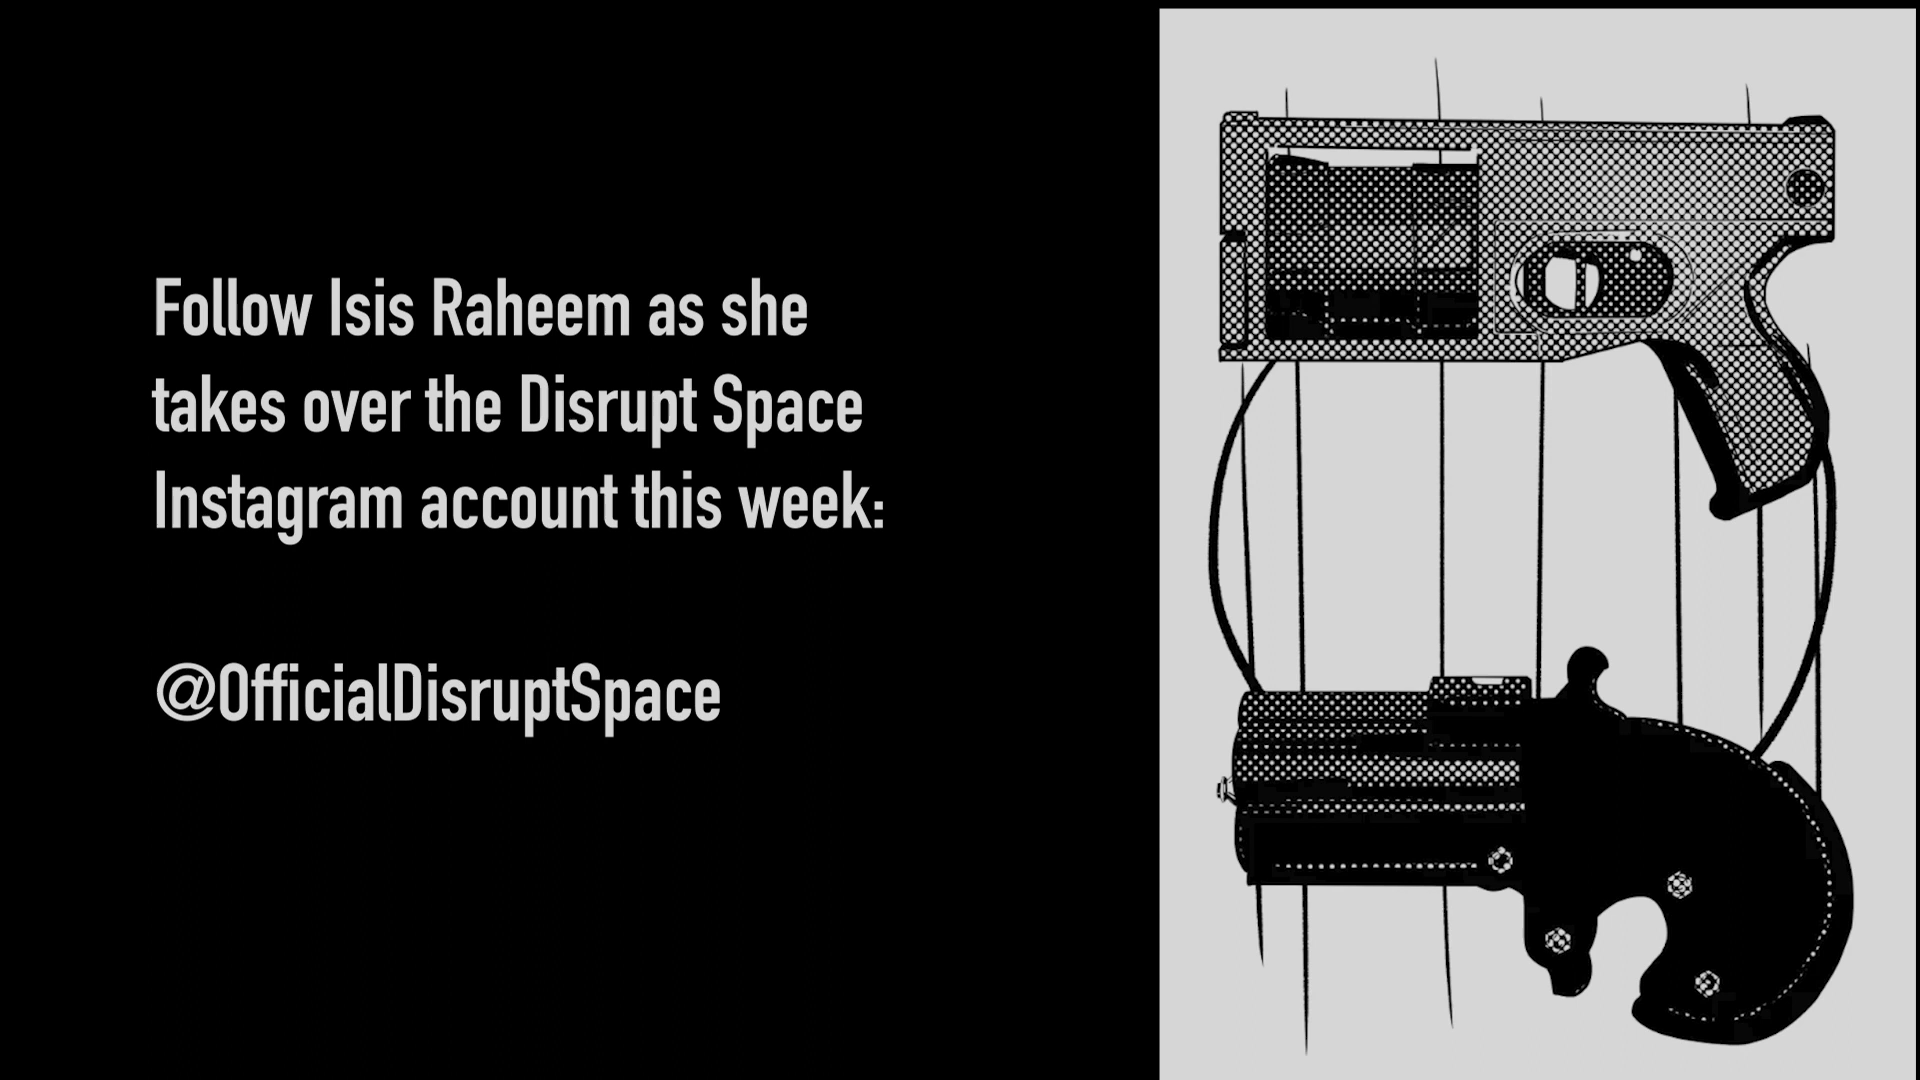 Follow Isis Raheem as she
takes over the Disrupt Space
Instagram account this week:
@OfficialDisruptSpace